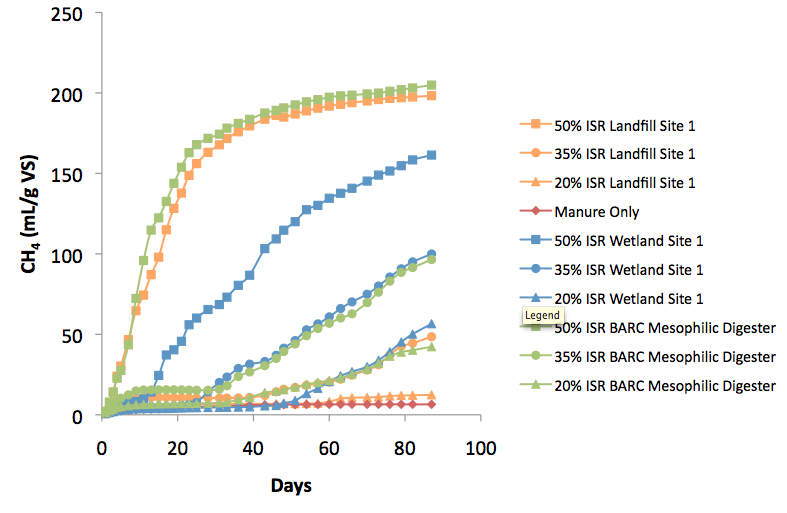 250
200
150
100
50
0
0 20 40 60 80 100
CH4 (mL/g VS)
Days
50% ISR Landfill Site 1
35% ISR Landfill Site 1
20% ISR Landfill Site 1
Manure Only
50% ISR Wetland Site 1
35% ISR Wetland Site 1
20% ISR Wetland Site 1
Legend
50% ISR BARC Mesophilic Digester
35% ISR BARC Mesophilic Digester
20% ISR BARC Mesophilic Digester